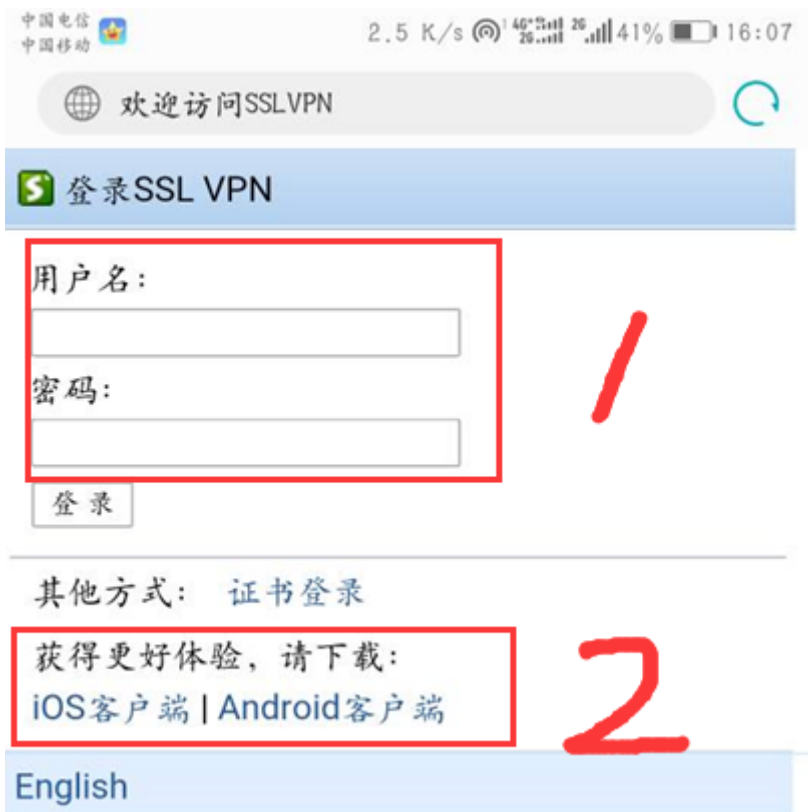 中国电信
中国移动
2.5 K/s 4G+ 2G 2G 41% 16:07
欢迎访问SSLVPN
登录SSL VPN
用户名:
密码:
1
登 录
其他方式: 证书登录
获得更好体验, 请下载:
iOS客户端 | Android客户端
2
English